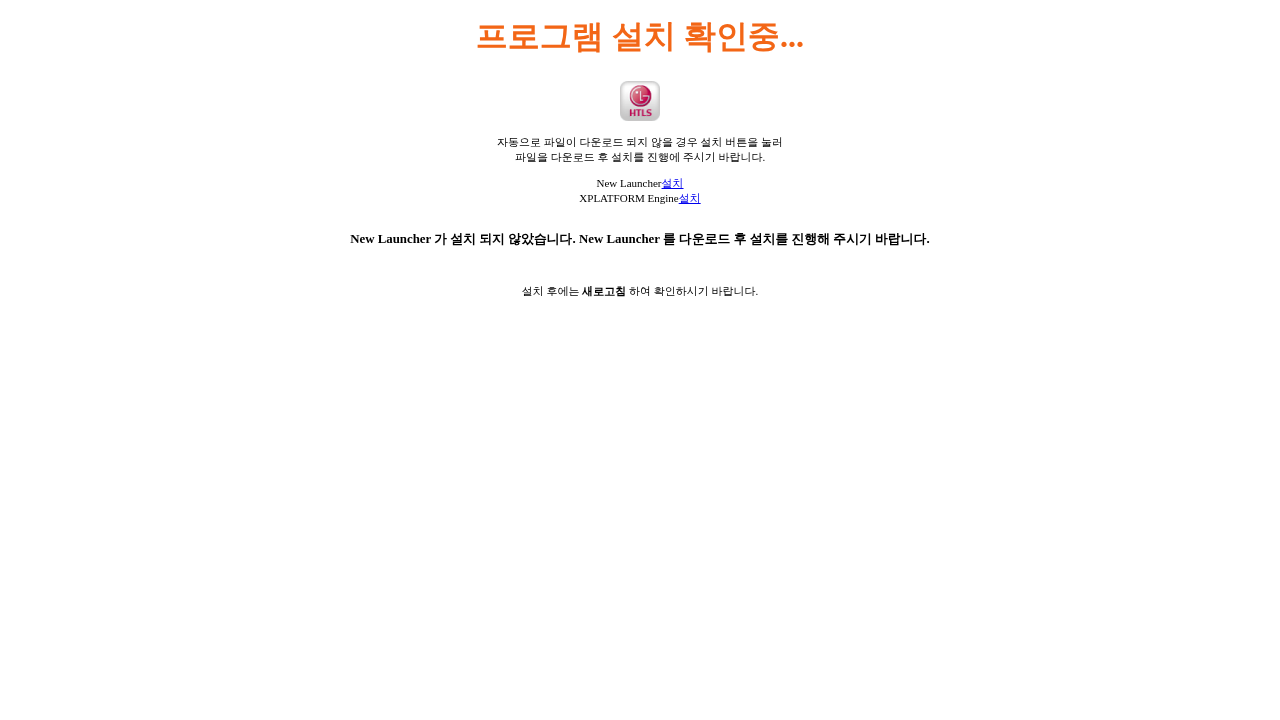 프로그램 설치 확인중...
HTLS
자동으로 파일이 다운로드 되지 않을 경우 설치 버튼을 눌러
파일을 다운로드 후 설치를 진행에 주시기 바랍니다.
New Launcher설치
XPLATFORM Engine설치
New Launcher 가 설치 되지 않았습니다. New Launcher 를 다운로드 후 설치를 진행해 주시기 바랍니다.
설치 후에는 새로고침 하여 확인하시기 바랍니다.